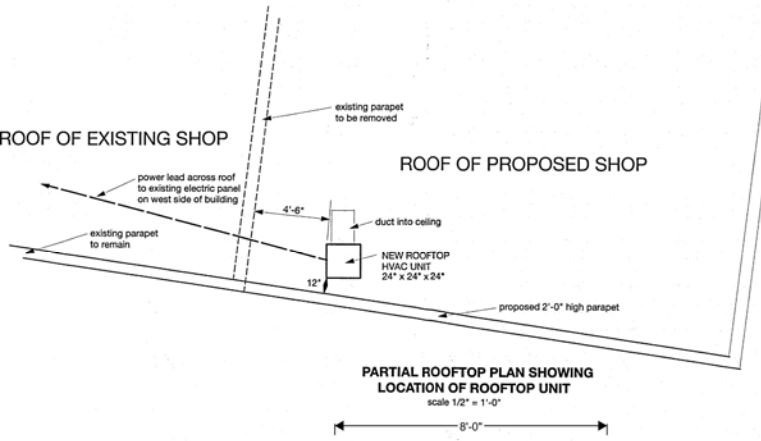 existing parapet
to be removed
ROOF OF EXISTING SHOP
ROOF OF PROPOSED SHOP
power lead across roof
to existing electric panel
on west side of building
4'-6"
duct into ceiling
existing parapet
to remain
NEW ROOFTOP
HVAC UNIT
24" x 24" x 24"
12"
proposed 2'-0" high parapet
PARTIAL ROOFTOP PLAN SHOWING
LOCATION OF ROOFTOP UNIT
scale 1/2" = 1'-0"
8'-0"